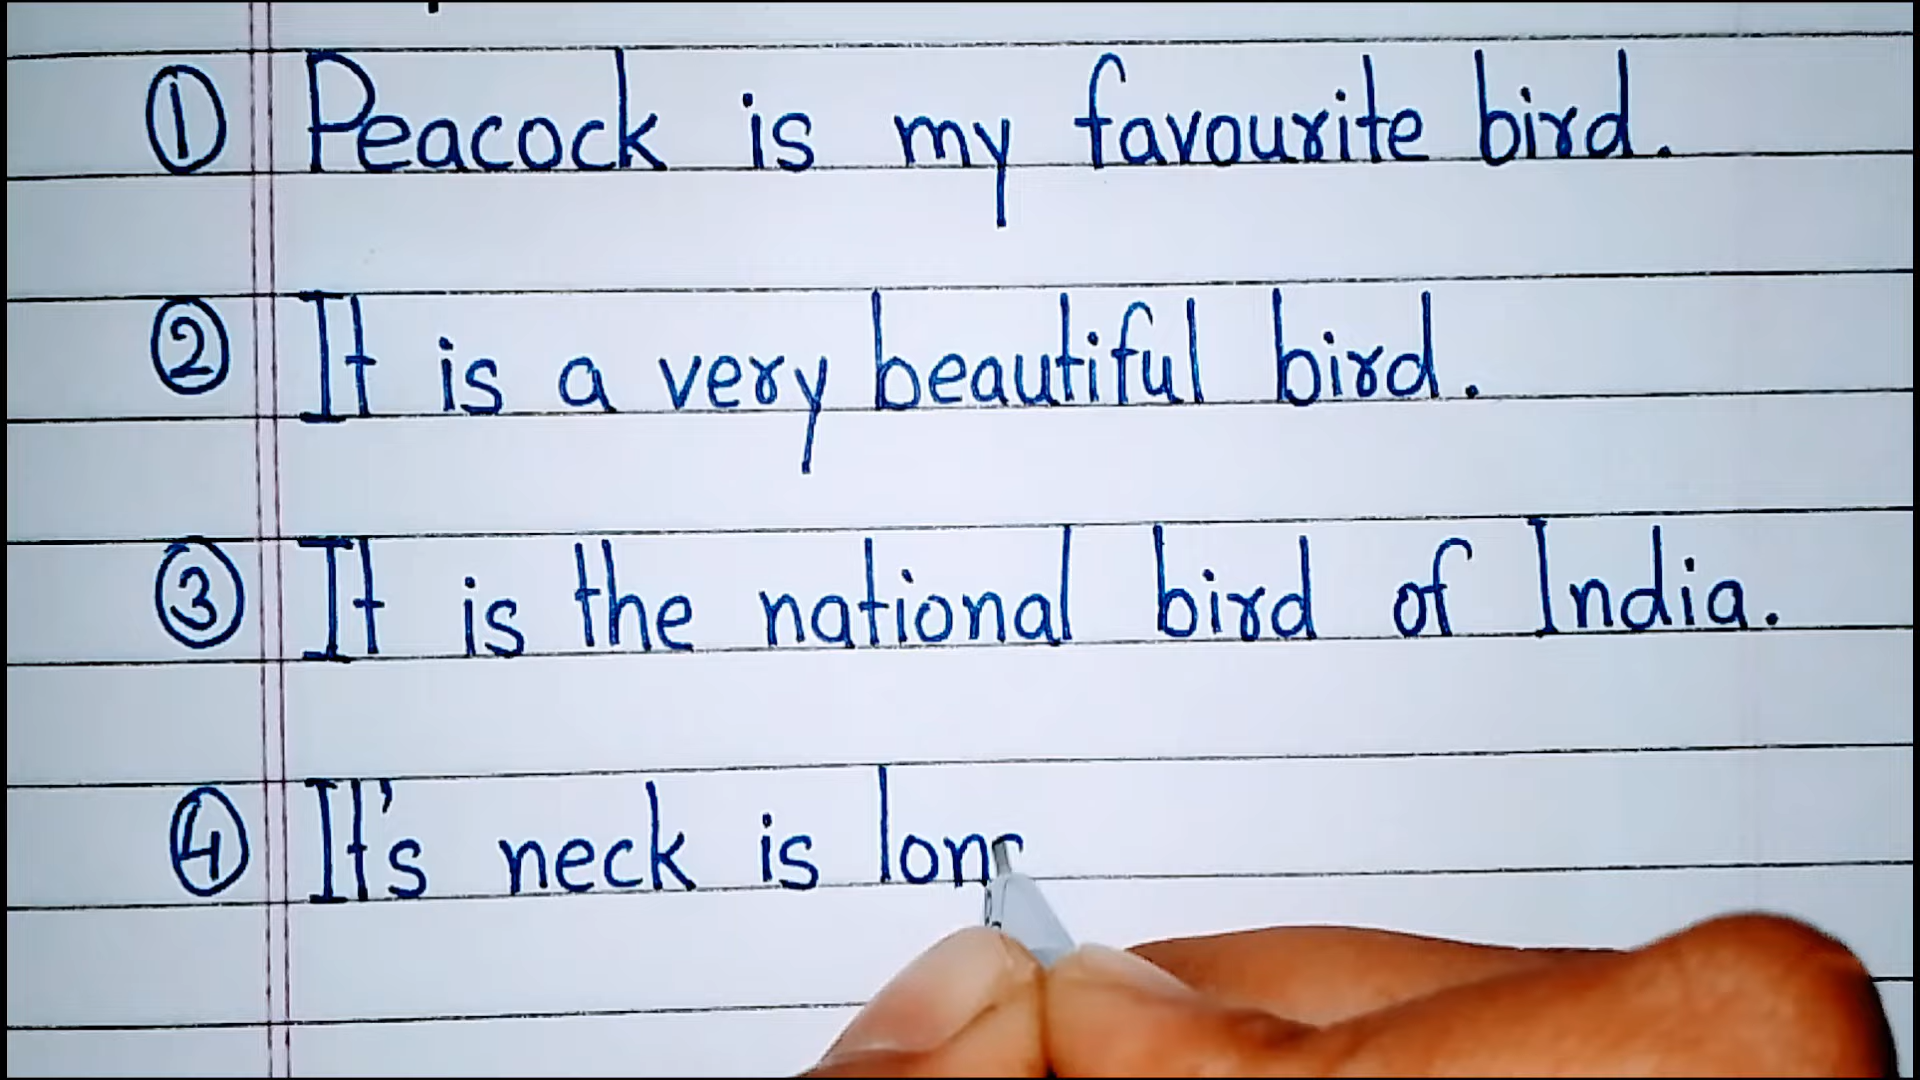 ① Peacock is my favourite bird.
② It is a very beautiful bird.
③ It is the national bird of India.
④ It's neck is lon